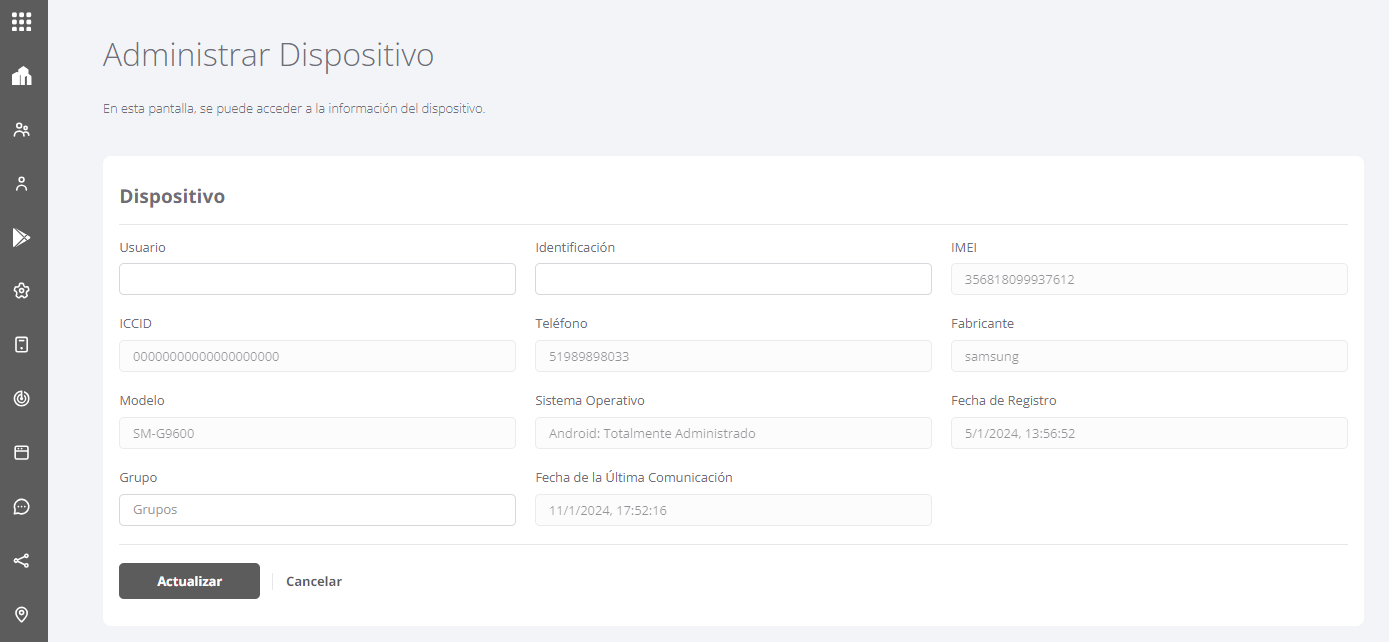 Administrar Dispositivo
En esta pantalla, se puede acceder a la información del dispositivo.
Dispositivo
Usuario
Identificación
IMEI
356818099937612
ICCID
Teléfono
Fabricante
00000000000000000000
51989898033
samsung
Modelo
Sistema Operativo
Fecha de Registro
SM-G9600
Android: Totalmente Administrado
5/1/2024, 13:56:52
Grupo
Fecha de la Última Comunicación
Grupos
11/1/2024, 17:52:16
Actualizar
Cancelar